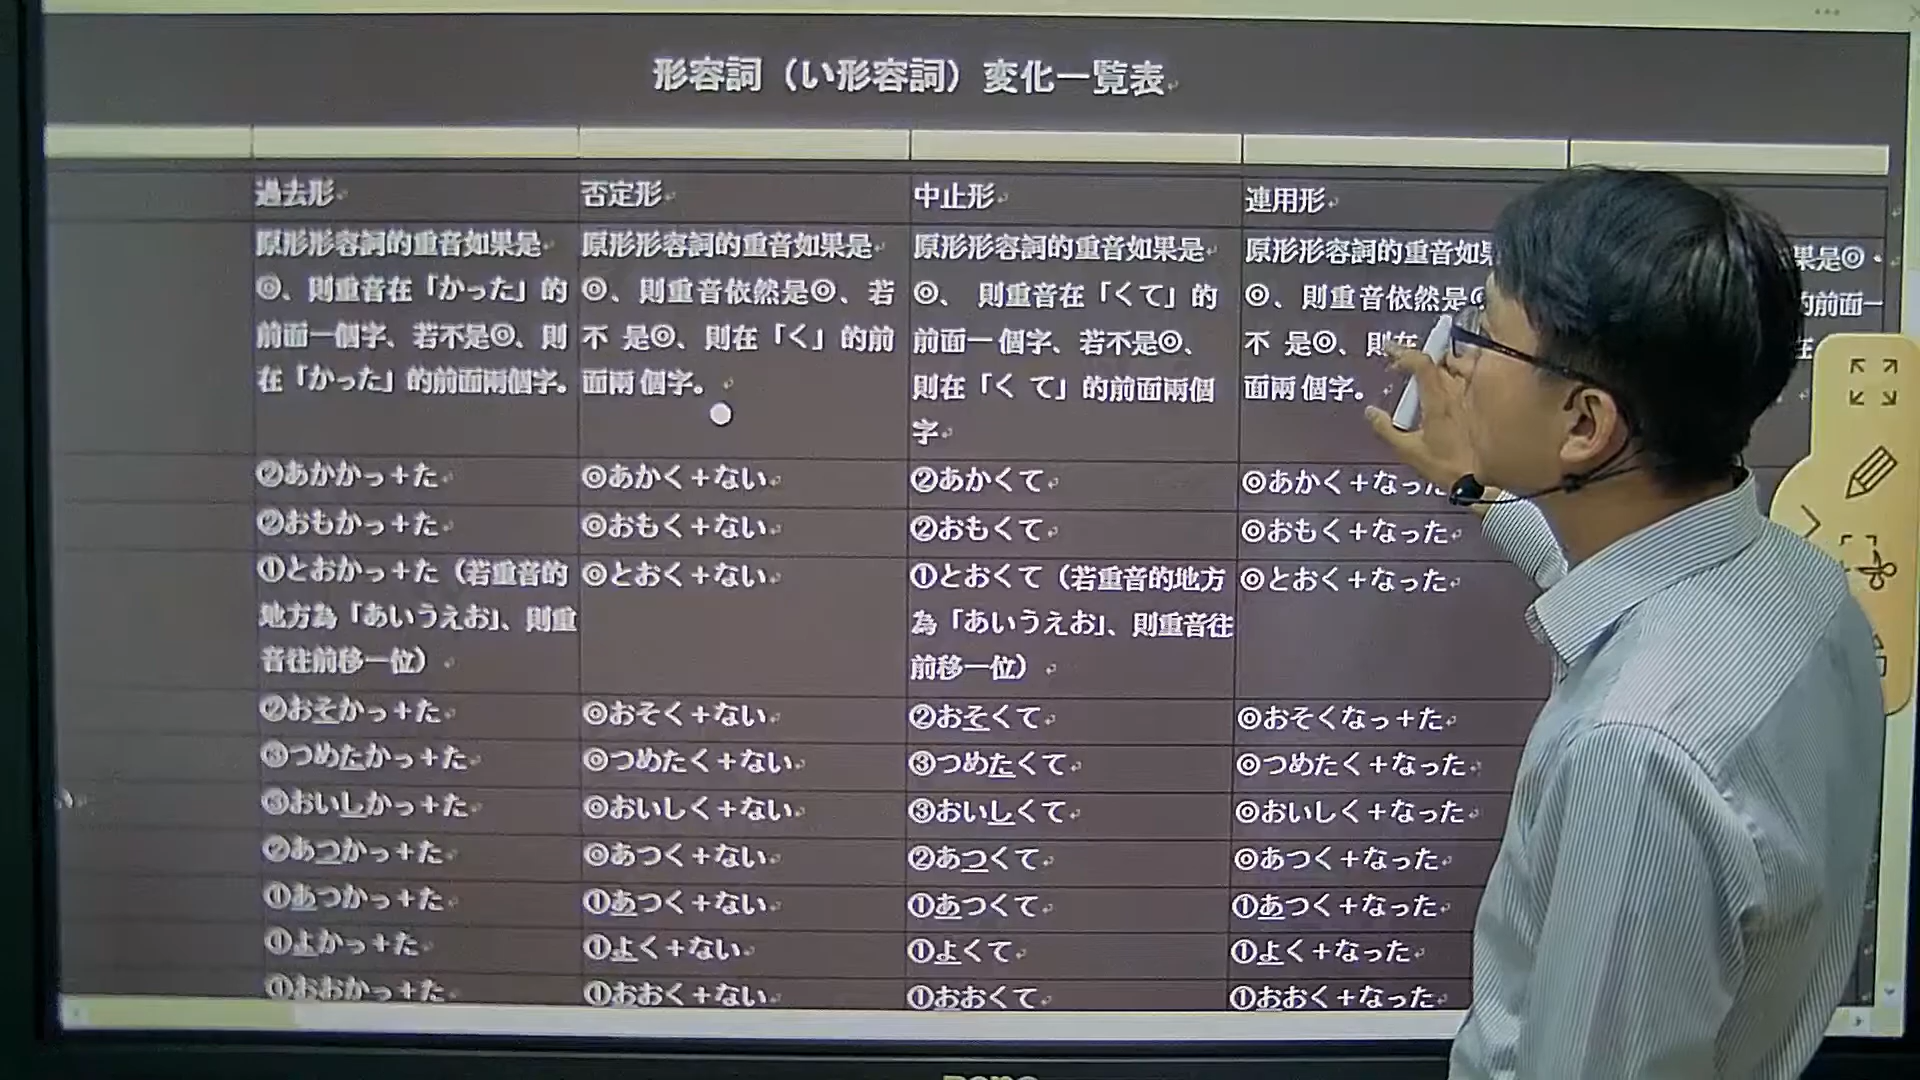 形容詞（い形容詞）変化一覧表
過去形
否定形
中止形
連用形
原形形容詞的重音如果是
◎、則重音在「かった」的
前面一個字、若不是◎、則
在「かった」的前面兩個字。
原形形容詞的重音如果是
◎、則重音依然是◎、若
不 是◎、則在「く」的前
面兩 個字。
原形形容詞的重音如果是
◎、 則重音在「くて」的
前面一 個字、若不是◎、
則在「く て」的前面兩個
字
原形形容詞的重音如
◎、則重音依然是
不 是◎、則在
面兩 個字。
果是◎、
的前面一
在
②あかかっ＋た
◎あかく＋ない
②あかくて
◎あかく＋なった
②おもかっ＋た
◎おもく＋ない
②おもくて
◎おもく＋なった
①とおかっ＋た（若重音的
地方為「あいうえお」、則重
音往前移一位）
◎とおく＋ない
①とおくて（若重音的地方
為「あいうえお」、則重音往
前移一位）
◎とおく＋なった
②おそかっ＋た
◎おそく＋ない
②おそくて
◎おそくなっ＋た
③つめたかっ＋た
◎つめたく＋ない
③つめたくて
◎つめたく＋なった
③おいしかっ＋た
◎おいしく＋ない
③おいしくて
◎おいしく＋なった
②あつかっ＋た
◎あつく＋ない
②あつくて
◎あつく＋なった
①あつかっ＋た
①あつく＋ない
①あつくて
①あつく＋なった
①よかっ＋た
①よく＋ない
①よくて
①よく＋なった
①おおかっ＋た
①おおく＋ない
①おおくて
①おおく＋なった